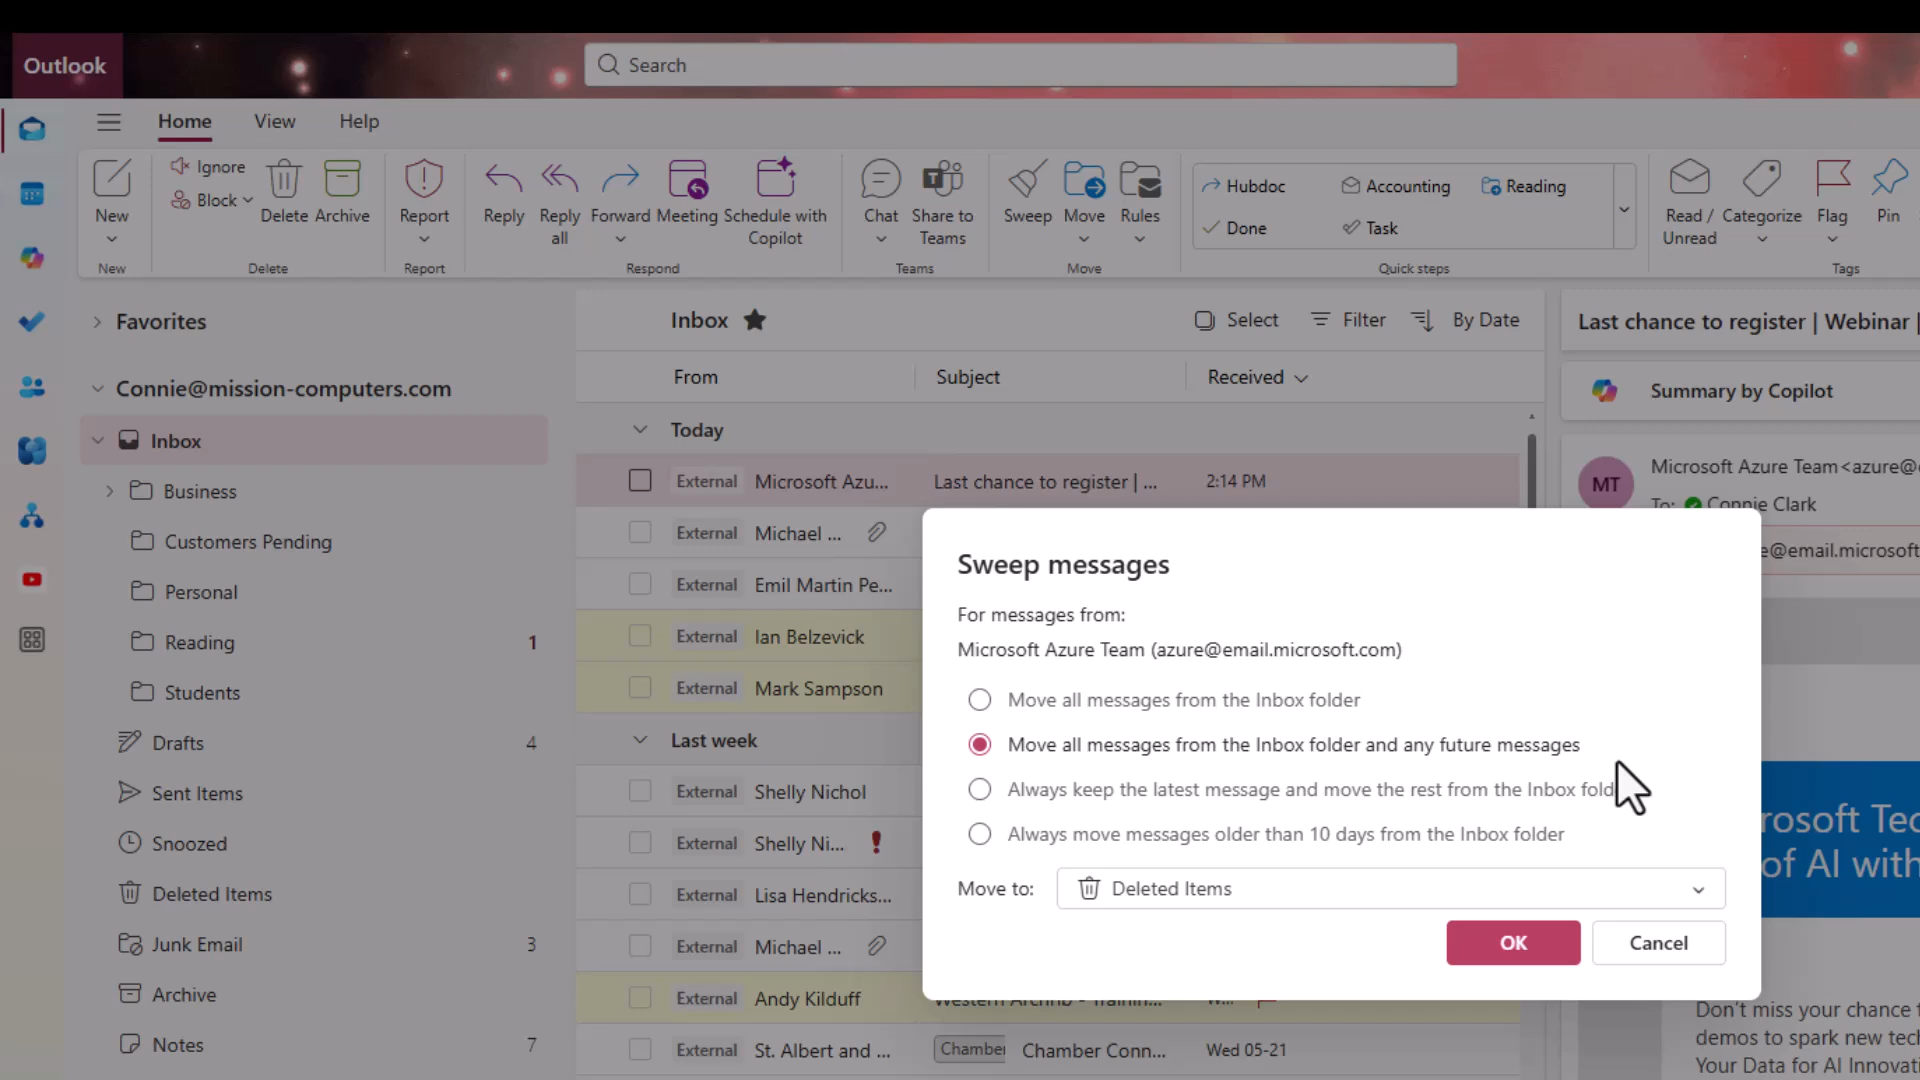 Outlook
Search
Home View Help
New
New
Ignore
Block
Delete
Archive
Delete
Report
Report
Reply
Reply all
Forward
Meeting
Schedule with Copilot
Respond
Chat
Share to Teams
Teams
Sweep
Move
Rules
Move
Hubdoc Accounting Reading
Done Task
Quick steps
Read / Unread
Categorize
Flag
Pin
Tags
Favorites
Connie@mission-computers.com
Inbox
Business
Customers Pending
Personal
Reading 1
Students
Drafts 4
Sent Items
Snoozed
Deleted Items
Junk Email 3
Archive
Notes 7
Inbox Select Filter By Date
From Subject Received
Today
External Microsoft Azu... Last chance to register | ... 2:14 PM
External Michael ...
External Emil Martin Pe...
External Ian Belzevick
External Mark Sampson
Last week
External Shelly Nichol
External Shelly Ni...
External Lisa Hendricks...
External Michael ...
External Andy Kilduff
External St. Albert and ... Chamber Chamber Conn... Wed 05-21
Sweep messages
For messages from:
Microsoft Azure Team (azure@email.microsoft.com)
Move all messages from the Inbox folder
Move all messages from the Inbox folder and any future messages
Always keep the latest message and move the rest from the Inbox fold
Always move messages older than 10 days from the Inbox folder
Move to: Deleted Items
OK Cancel
Last chance to register | Webinar |
Summary by Copilot
MT
Microsoft Azure Team<azure@
To: Connie Clark
e@email.microsoft
rosoft Tec
of AI with
Don't miss your chance
demos to spark new tech
Your Data for AI Innovati